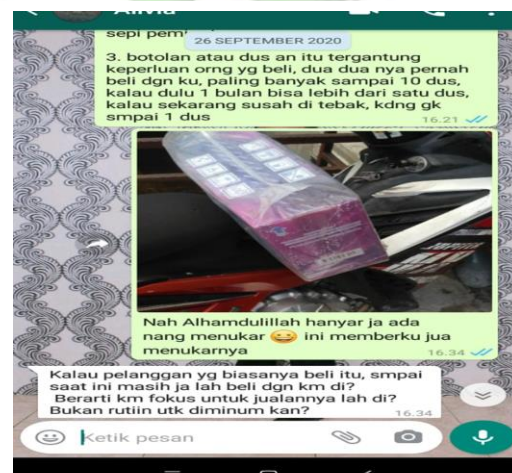 Alivia
sepi pem
26 SEPTEMBER 2020
3. botolan atau dus an itu tergantung
keperluan orng yg beli, dua dua nya pernah
beli dgn ku, paling banyak sampai 10 dus,
kalau dulu 1 bulan bisa lebih dari satu dus,
kalau sekarang susah di tebak, kdng gk
smpai 1 dus
16.21
Nah Alhamdulillah hanyar ja ada
nang menukar 😄 ini memberku jua
menukarnya
16.34
Kalau pelanggan yg biasanya beli itu, smpai
saat ini masih ja lah beli dgn km di?
Berarti km fokus untuk jualannya lah di?
Bukan rutiin utk diminum kan?
16.34
Ketik pesan